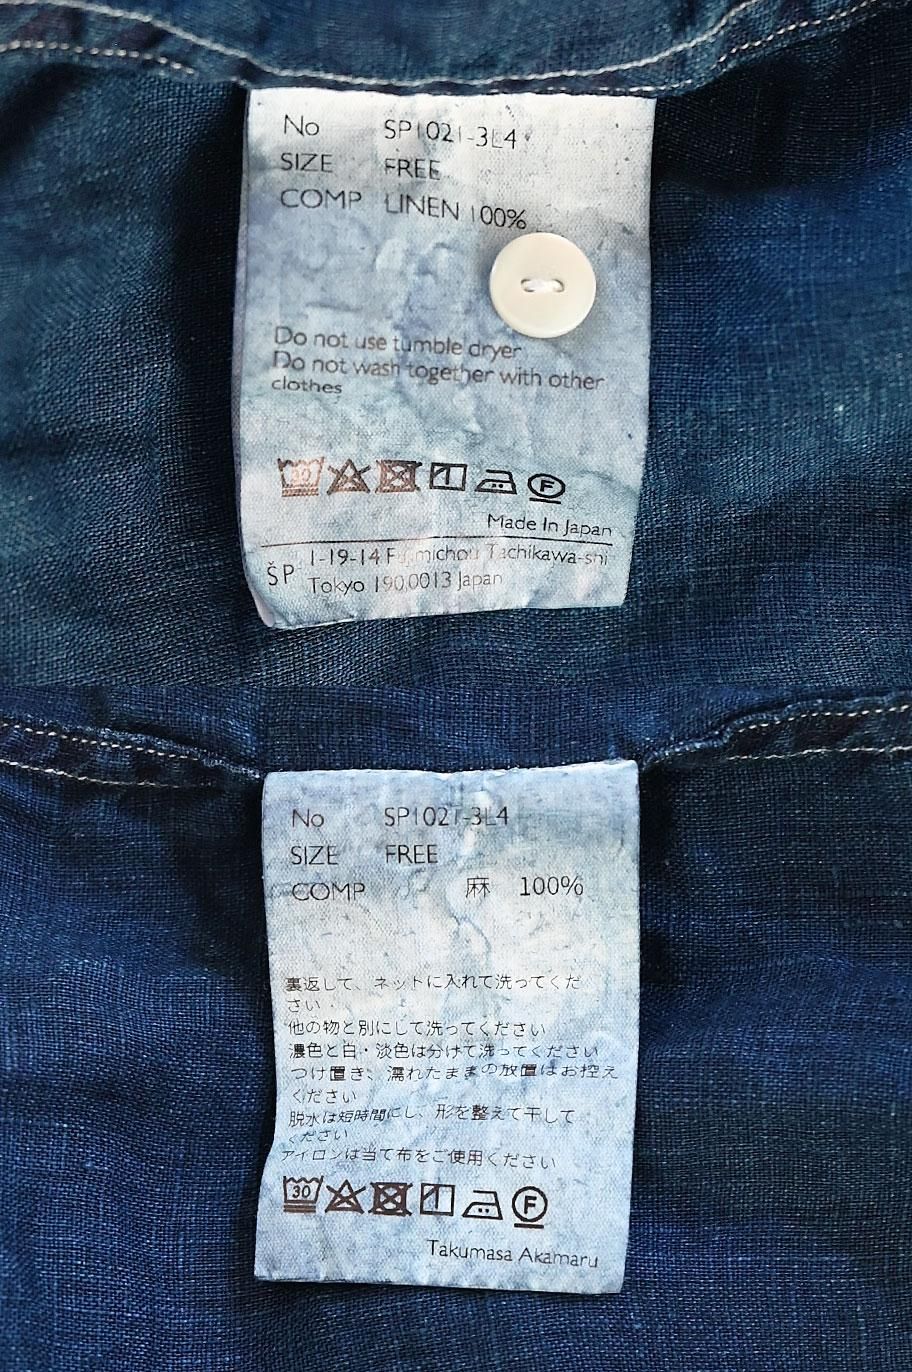 No SP1021-3L4
SIZE FREE
COMP LINEN 100%
Do not use tumble dryer
Do not wash together with other
clothes
30 F
Made In Japan
ŠP 1-19-14 Fujimichou Tachikawa-shi
Tokyo 190,0013 Japan
No SP1021-3L4
SIZE FREE
COMP 麻 100%
裏返して、ネットに入れて洗ってくだ
さい
他の物と別にして洗ってください
濃色と白・淡色は分けて洗ってください
つけ置き、濡れたままの放置はお控え
ください
脱水は短時間にし、形を整えて干して
ください
アイロンは当て布をご使用ください
30 F
Takumasa Akamaru